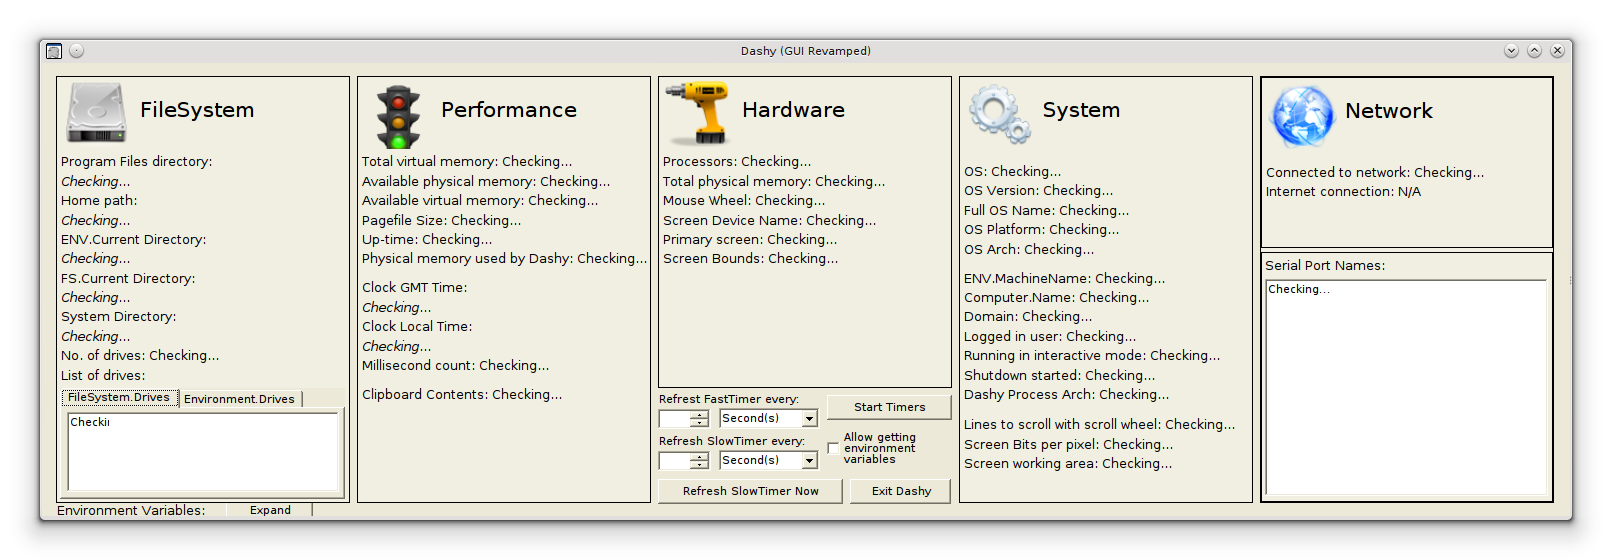 Dashy (GUI Revamped)
FileSystem
Program Files directory:
Checking...
Home path:
Checking...
ENV.Current Directory:
Checking...
FS.Current Directory:
Checking...
System Directory:
Checking...
No. of drives: Checking...
List of drives:
FileSystem.Drives
Environment.Drives
Checkii
Environment Variables:
Expand
Performance
Total virtual memory: Checking...
Available physical memory: Checking...
Available virtual memory: Checking...
Pagefile Size: Checking...
Up-time: Checking...
Physical memory used by Dashy: Checking...
Clock GMT Time:
Checking...
Clock Local Time:
Checking...
Millisecond count: Checking...
Clipboard Contents: Checking...
Hardware
Processors: Checking...
Total physical memory: Checking...
Mouse Wheel: Checking...
Screen Device Name: Checking...
Primary screen: Checking...
Screen Bounds: Checking...
Refrest FastTimer every:
Second(s)
Start Timers
Refresh SlowTimer every:
Second(s)
Allow getting
environment
variables
Refresh SlowTimer Now
Exit Dashy
System
OS: Checking...
OS Version: Checking...
Full OS Name: Checking...
OS Platform: Checking...
OS Arch: Checking...
ENV.MachineName: Checking...
Computer.Name: Checking...
Domain: Checking...
Logged in user: Checking...
Running in interactive mode: Checking...
Shutdown started: Checking...
Dashy Process Arch: Checking...
Lines to scroll with scroll wheel: Checking...
Screen Bits per pixel: Checking...
Screen working area: Checking...
Network
Connected to network: Checking...
Internet connection: N/A
Serial Port Names:
Checking...